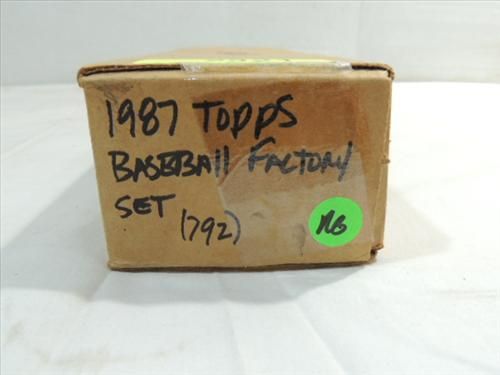 1987 TOPPS
BASEBAll FACTORY
SET
(792)